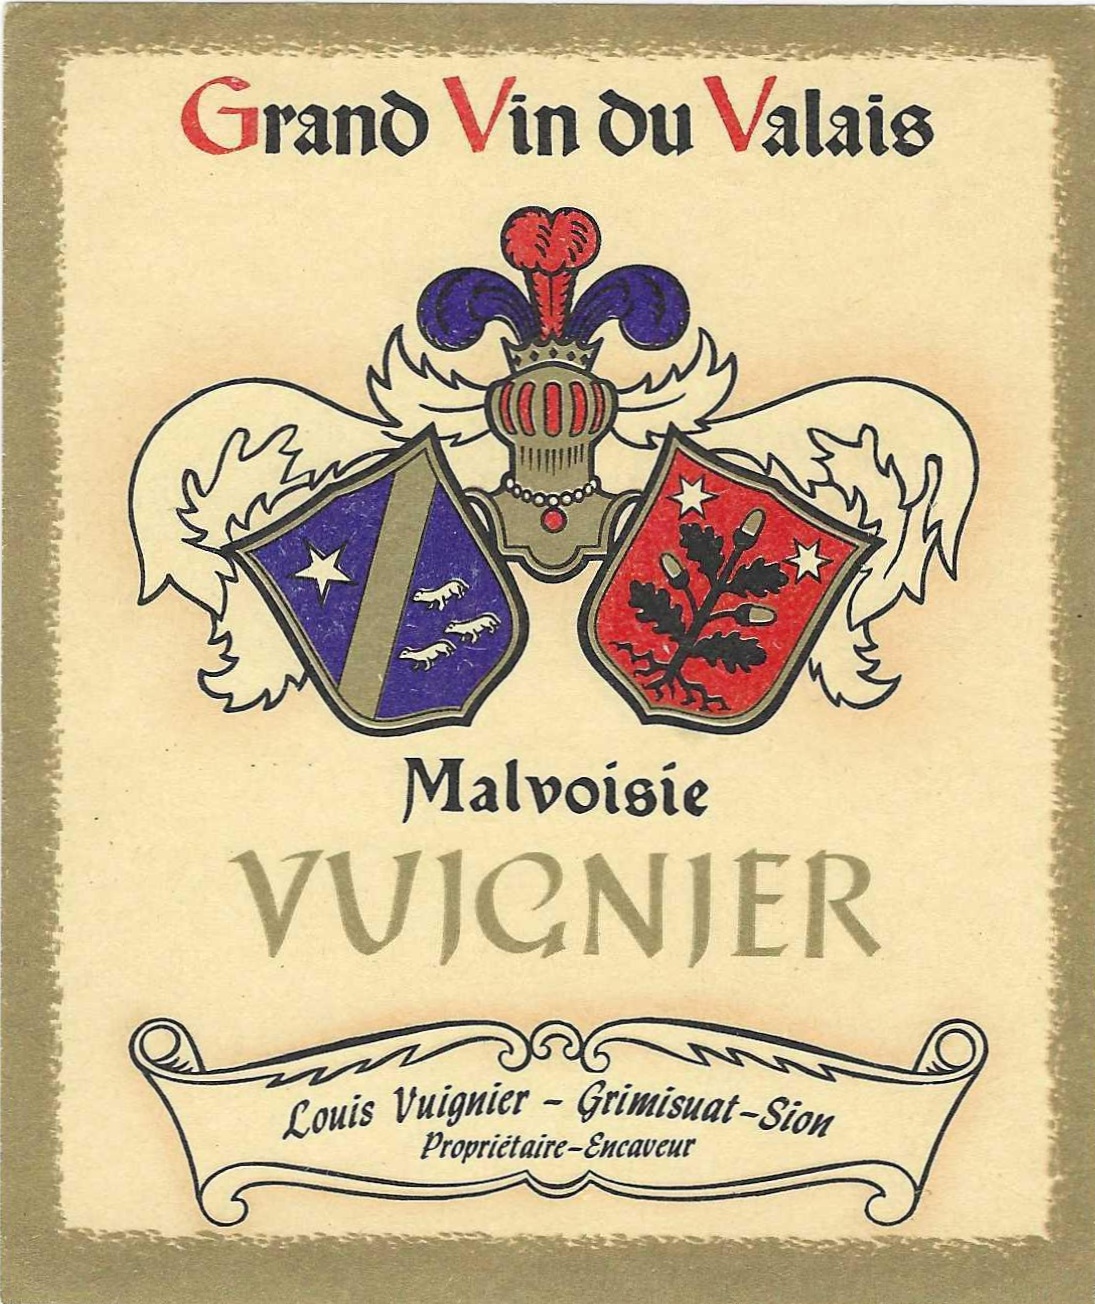 Grand Vin du Valais
Malvoisie
VUIGNIER
Louis Vuignier - Grimisuat-Sion
Propriétaire-Encaveur